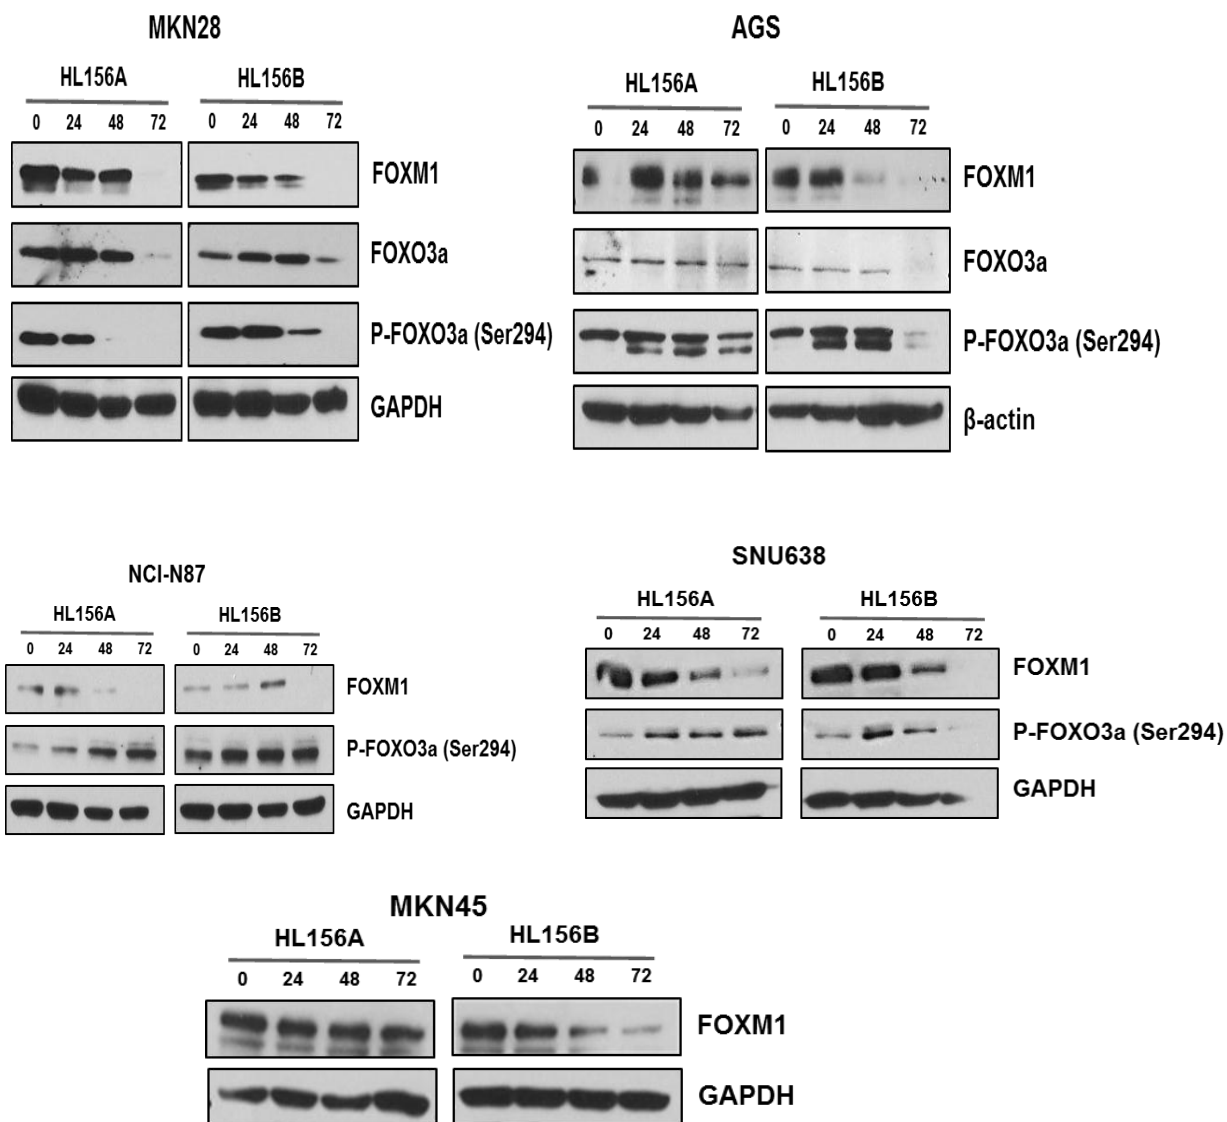 MKN28
HL156A HL156B
0 24 48 72 0 24 48 72
FOXM1
FOXO3a
P-FOXO3a (Ser294)
GAPDH
AGS
HL156A HL156B
0 24 48 72 0 24 48 72
FOXM1
FOXO3a
P-FOXO3a (Ser294)
β-actin
NCI-N87
HL156A HL156B
0 24 48 72 0 24 48 72
FOXM1
P-FOXO3a (Ser294)
GAPDH
SNU638
HL156A HL156B
0 24 48 72 0 24 48 72
FOXM1
P-FOXO3a (Ser294)
GAPDH
MKN45
HL156A HL156B
0 24 48 72 0 24 48 72
FOXM1
GAPDH